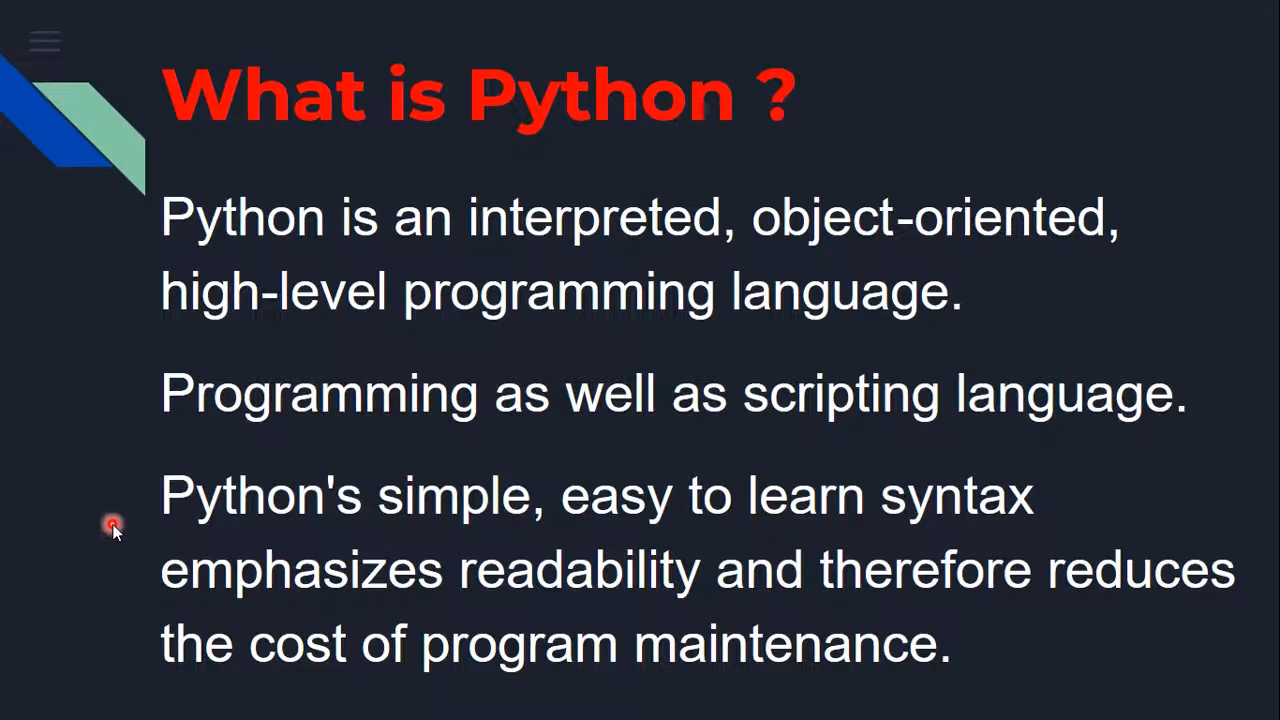 What is Python ?
Python is an interpreted, object-oriented,
high-level programming language.
Programming as well as scripting language.
Python's simple, easy to learn syntax
emphasizes readability and therefore reduces
the cost of program maintenance.